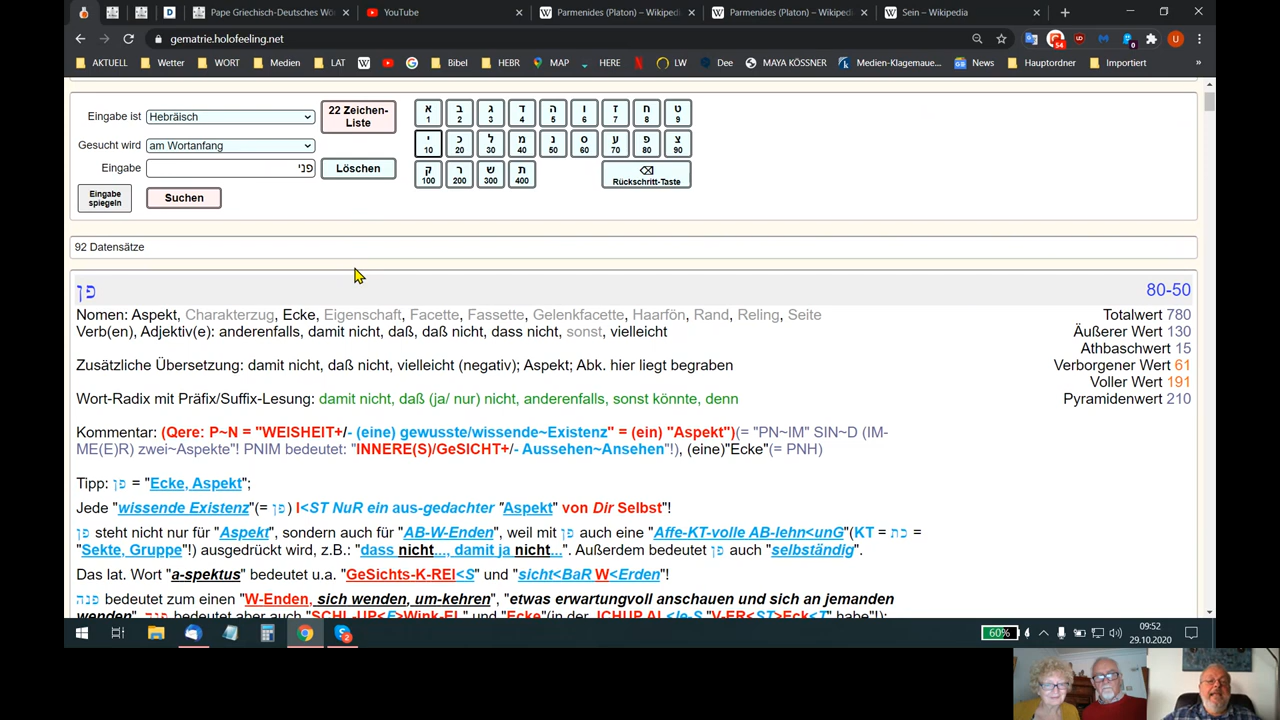 Pape Griechisch-Deutsches Wö
YouTube
Parmenides (Platon) – Wikipedi
Parmenides (Platon) – Wikipedi
Sein – Wikipedia
gematrie.holofeeling.net
54
0
U
AKTUELL
Wetter
WORT
Medien
LAT
Bibel
HEBR
MAP
HERE
LW
Dee
MAYA KÖSSNER
Medien-Klagemaue...
News
Hauptordner
Importiert
Eingabe ist
Hebräisch
22 Zeichen-
Liste
Gesucht wird
am Wortanfang
Eingabe
פני
Löschen
Eingabe
spiegeln
Suchen
א ב ג ד ה ו ז ח ט
1 2 3 4 5 6 7 8 9
י כ ל מ נ ס ע פ צ
10 20 30 40 50 60 70 80 90
ק ר ש ת
100 200 300 400
Rückschritt-Taste
92 Datensätze
פן
80-50
Nomen: Aspekt, Charakterzug, Ecke, Eigenschaft, Facette, Fassette, Gelenkfacette, Haarfön, Rand, Reling, Seite
Verb(en), Adjektiv(e): anderenfalls, damit nicht, daß, daß nicht, dass nicht, sonst, vielleicht
Totalwert 780
Äußerer Wert 130
Athbaschwert 15
Verborgener Wert 61
Voller Wert 191
Pyramidenwert 210
Zusätzliche Übersetzung: damit nicht, daß nicht, vielleicht (negativ); Aspekt; Abk. hier liegt begraben
Wort-Radix mit Präfix/Suffix-Lesung: damit nicht, daß (ja/ nur) nicht, anderenfalls, sonst könnte, denn
Kommentar: (Qere: P~N = "WEISHEIT+/- (eine) gewusste/wissende~Existenz" = (ein) "Aspekt")(= "PN~IM" SIN~D (IM-
ME(E)R) zwei~Aspekte"! PNIM bedeutet: "INNERE(S)/GeSICHT+/- Aussehen~Ansehen"!), (eine)"Ecke"(= PNH)
Tipp: פן = "Ecke, Aspekt";
Jede "wissende Existenz"(= פן) I<ST NuR ein aus-gedachter "Aspekt" von Dir Selbst"!
פן steht nicht nur für "Aspekt", sondern auch für "AB-W-Enden", weil mit פן auch eine "Affe-KT-volle AB-lehn<unG"(KT = כת =
"Sekte, Gruppe"!) ausgedrückt wird, z.B.: "dass nicht..., damit ja nicht...". Außerdem bedeutet פן auch "selbständig".
Das lat. Wort "a-spektus" bedeutet u.a. "GeSichts-K-REI<S" und "sicht<BaR W<Erden"!
פנה bedeutet zum einen "W-Enden, sich wenden, um-kehren", "etwas erwartungvoll anschauen und sich an jemanden
60%
09:52
29.10.2020